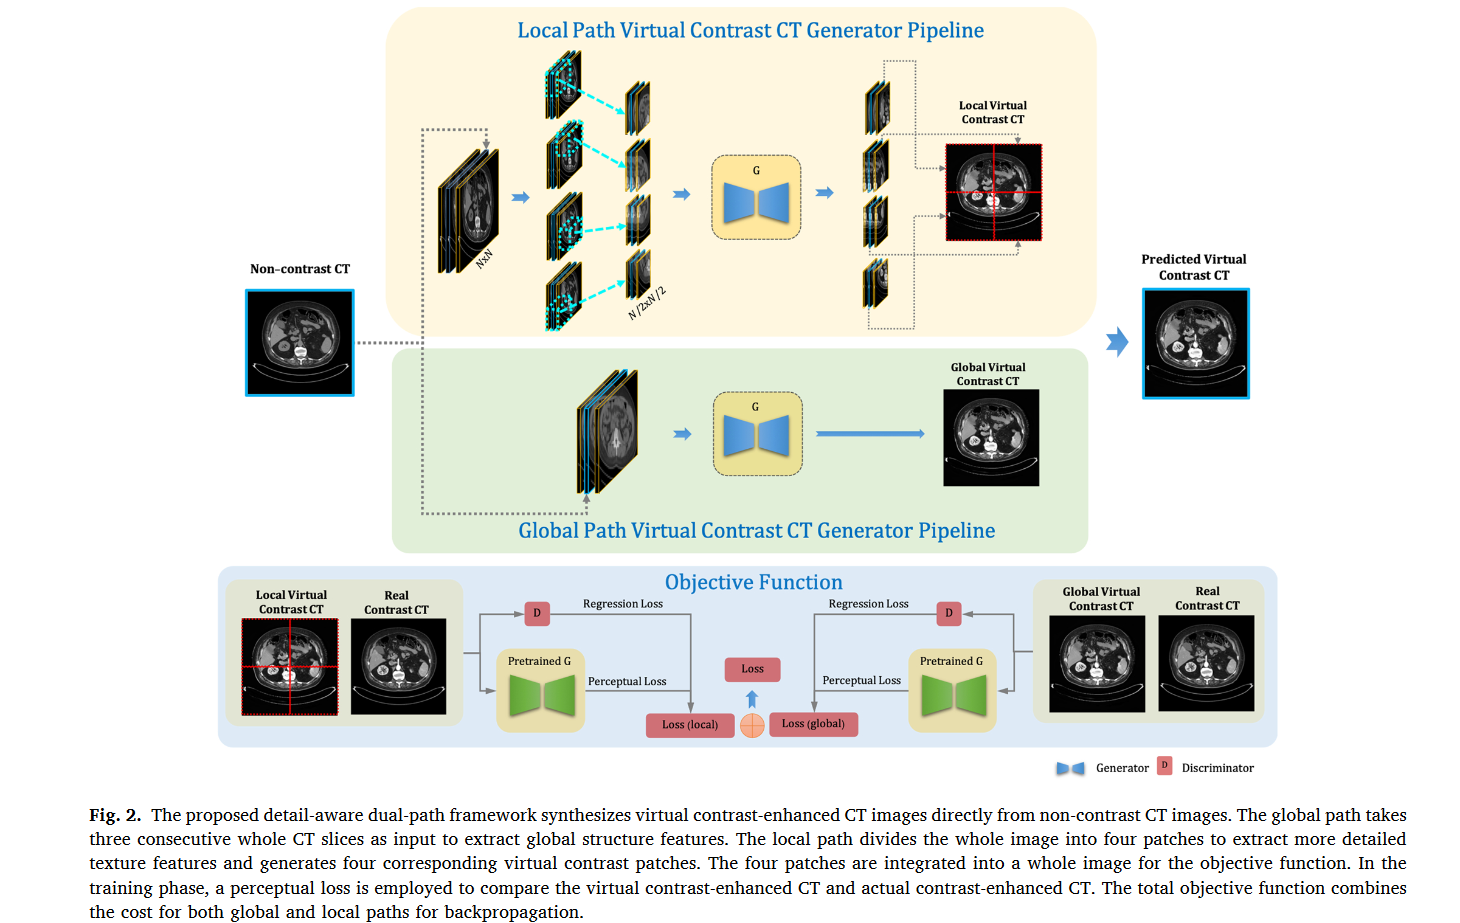 Local Path Virtual Contrast CT Generator Pipeline
G
Local Virtual
Contrast CT
NxN
N/2xN/2
Non-contrast CT
Predicted Virtual
Contrast CT
Global Virtual
Contrast CT
G
Global Path Virtual Contrast CT Generator Pipeline
Objective Function
Local Virtual
Contrast CT
Real
Contrast CT
D
Regression Loss
Pretrained G
Perceptual Loss
Loss
Loss (local)
Loss (global)
Regression Loss
D
Perceptual Loss
Pretrained G
Global Virtual
Contrast CT
Real
Contrast CT
Generator
D
Discriminator
Fig. 2. The proposed detail-aware dual-path framework synthesizes virtual contrast-enhanced CT images directly from non-contrast CT images. The global path takes
three consecutive whole CT slices as input to extract global structure features. The local path divides the whole image into four patches to extract more detailed
texture features and generates four corresponding virtual contrast patches. The four patches are integrated into a whole image for the objective function. In the
training phase, a perceptual loss is employed to compare the virtual contrast-enhanced CT and actual contrast-enhanced CT. The total objective function combines
the cost for both global and local paths for backpropagation.